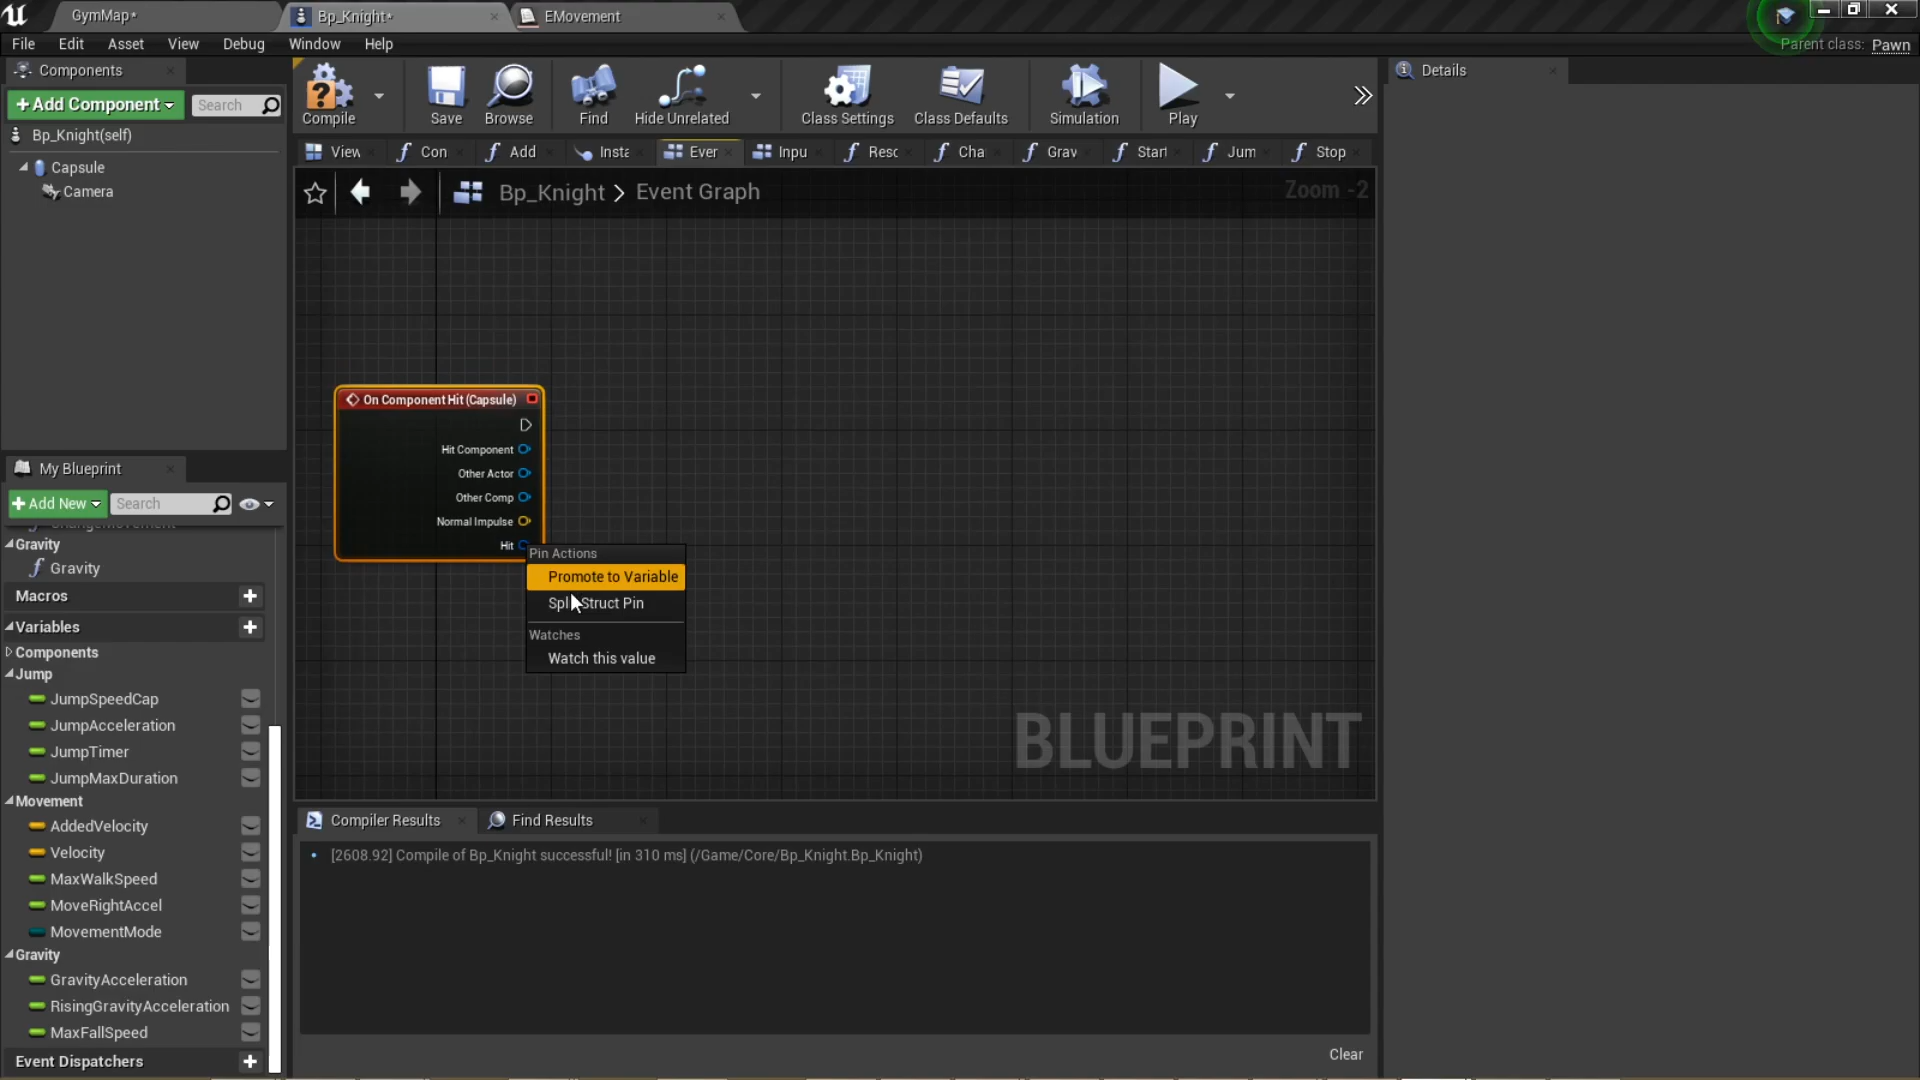 GymMap*
Bp_Knight*
EMovement
File Edit Asset View Debug Window Help
Parent class: Pawn
Components
+Add Component
Search
Bp_Knight(self)
Capsule
Camera
Compile
Save
Browse
Find
Hide Unrelated
Class Settings
Class Defaults
Simulation
Play
Details
View
Con
Add
Insta
Ever
Inpu
Resc
Cha
Grav
Start
Jum
Stop
Bp_Knight > Event Graph
Zoom -2
On Component Hit (Capsule)
Hit Component
Other Actor
Other Comp
Normal Impulse
Hit
Pin Actions
Promote to Variable
Spl Struct Pin
Watches
Watch this value
BLUEPRINT
My Blueprint
+Add New
Search
ChangeMovement
Gravity
Gravity
Macros
Variables
Components
Jump
JumpSpeedCap
JumpAcceleration
JumpTimer
JumpMaxDuration
Movement
AddedVelocity
Velocity
MaxWalkSpeed
MoveRightAccel
MovementMode
Gravity
GravityAcceleration
RisingGravityAcceleration
MaxFallSpeed
Event Dispatchers
Compiler Results
Find Results
[2608.92] Compile of Bp_Knight successful! [in 310 ms] (/Game/Core/Bp_Knight.Bp_Knight)
Clear